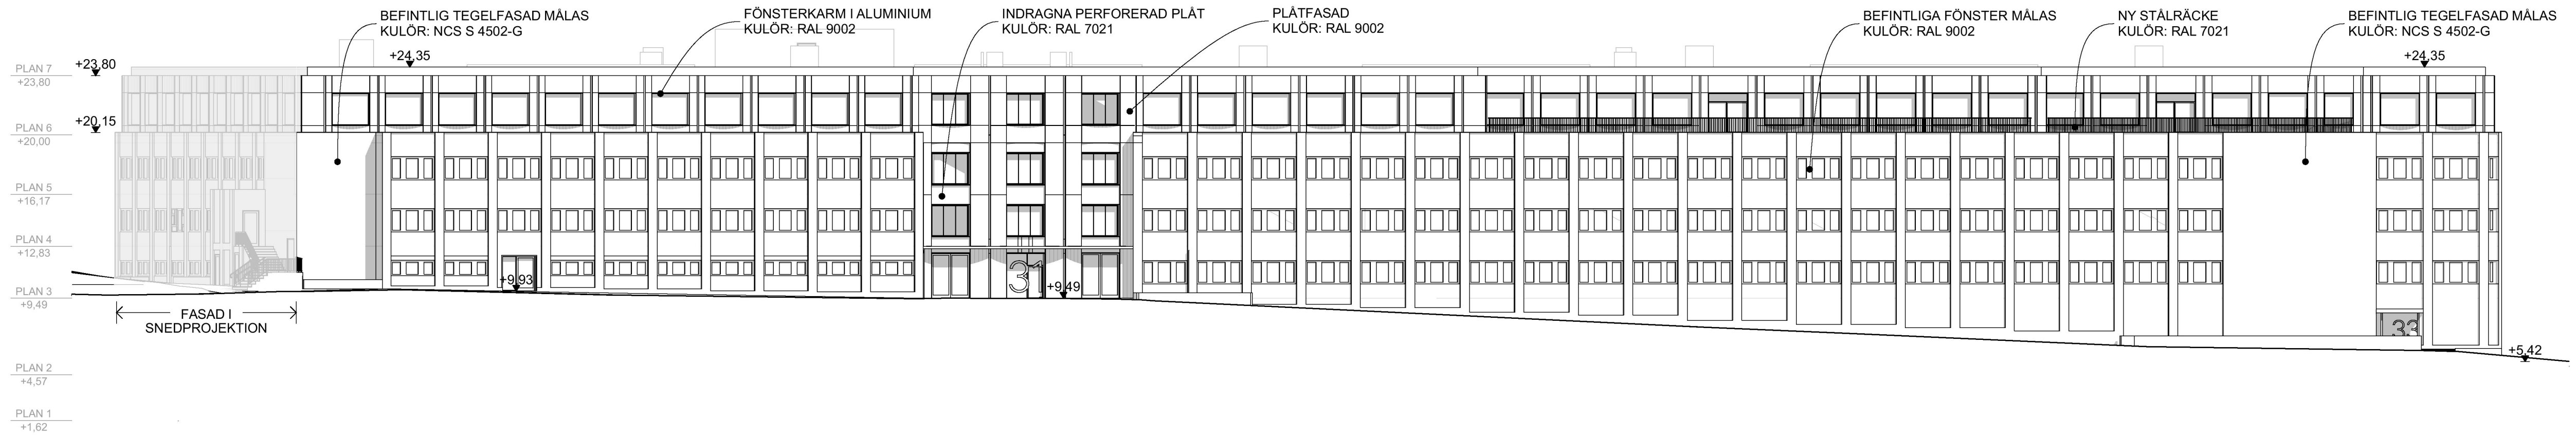 BEFINTLIG TEGELFASAD MÅLAS
KULÖR: NCS S 4502-G
FÖNSTERKARM I ALUMINIUM
KULÖR: RAL 9002
INDRAGNA PERFORERAD PLÅT
KULÖR: RAL 7021
PLÅTFASAD
KULÖR: RAL 9002
BEFINTLIGA FÖNSTER MÅLAS
KULÖR: RAL 9002
NY STÅLRÄCKE
KULÖR: RAL 7021
BEFINTLIG TEGELFASAD MÅLAS
KULÖR: NCS S 4502-G
+24,35
+24,35
PLAN 7
+23,80
+23,80
PLAN 6
+20,00
+20,15
PLAN 5
+16,17
PLAN 4
+12,83
PLAN 3
+9,49
+9,93
31
+9,49
33
+5,42
FASAD I
SNEDPROJEKTION
PLAN 2
+4,57
PLAN 1
+1,62